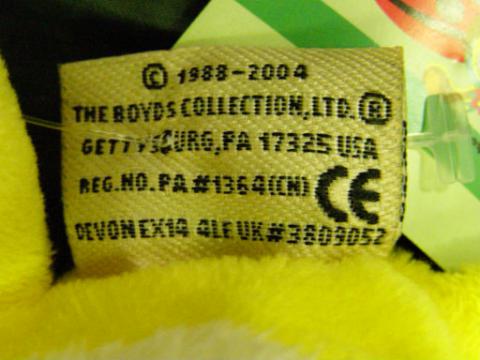 © 1988-2004
THE BOYDS COLLECTION, LTD. ®
GETTYSBURG, PA 17325 USA
REG. NO. PA #1364(CN) CE
DEVON EX14 4LF UK #3809052